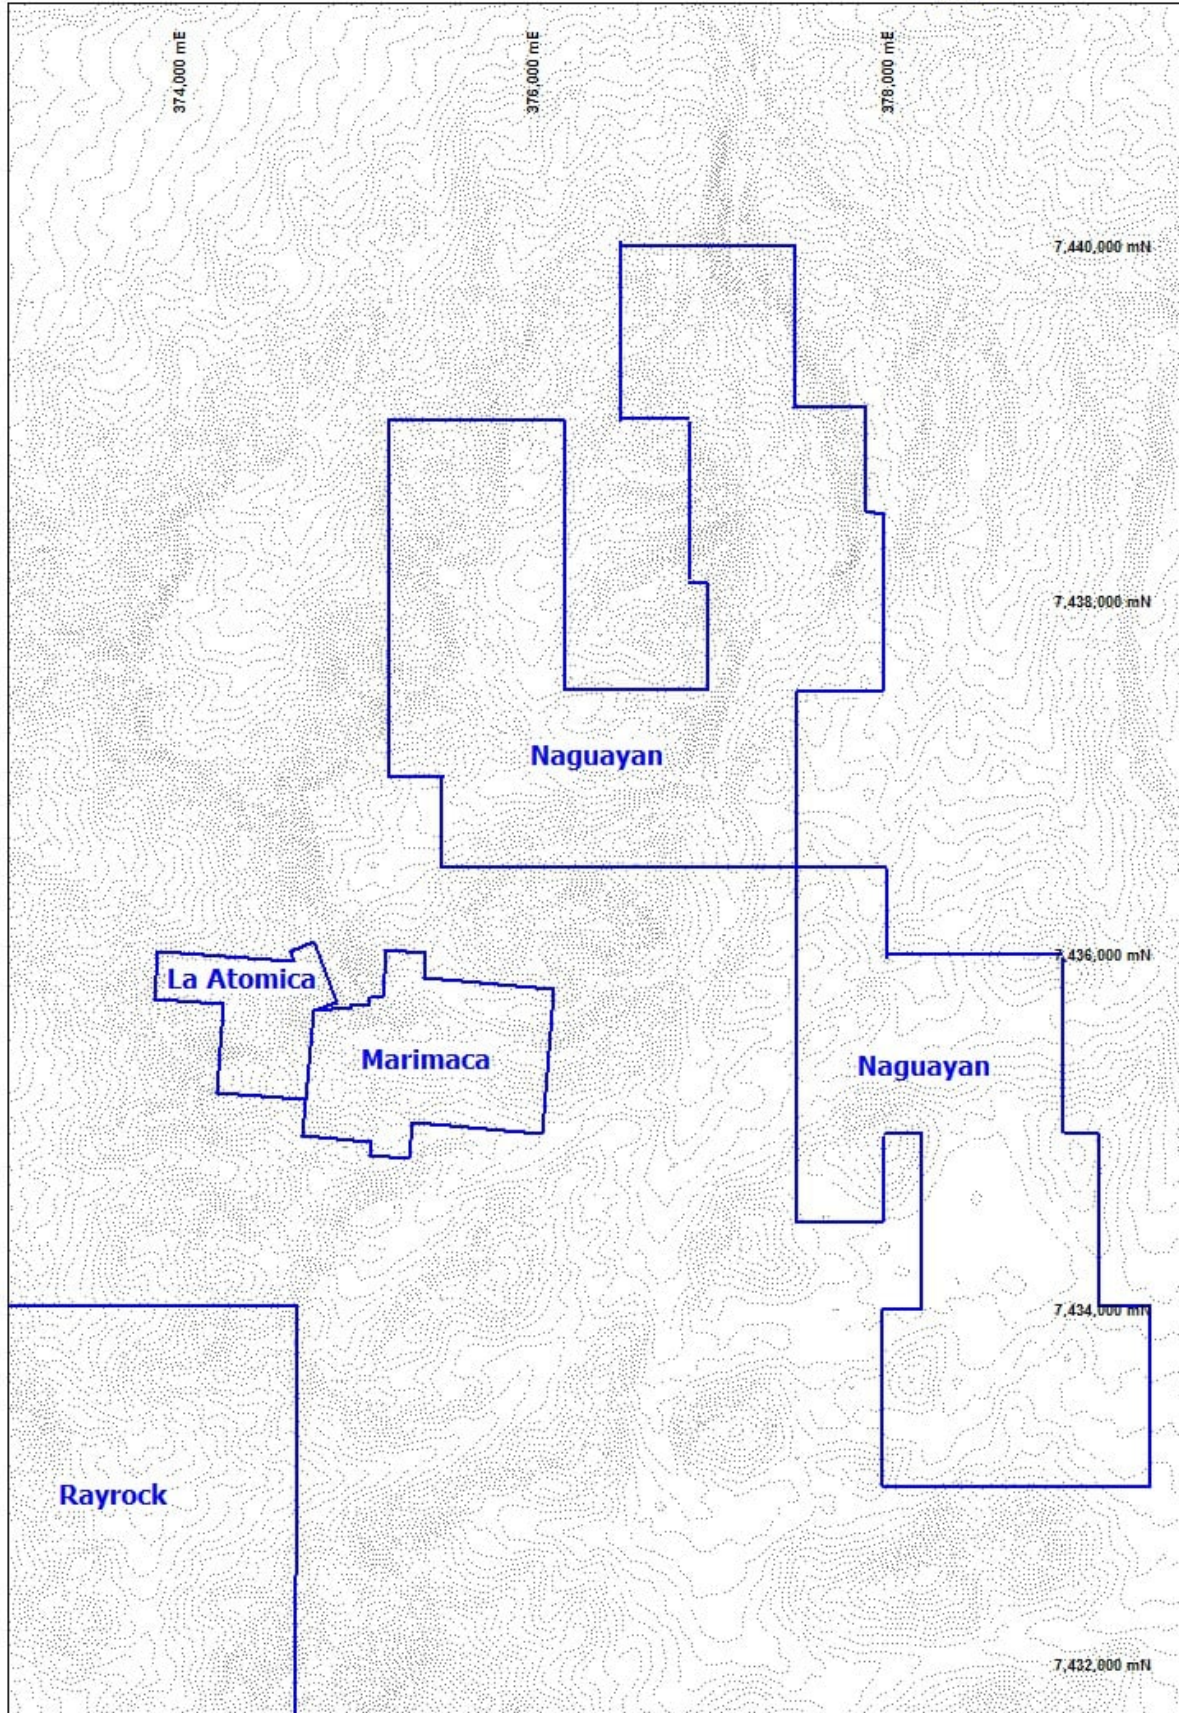 374,000 mE
376,000 mE
378,000 mE
7,440,000 mN
7,438,000 mN
Naguayan
7,436,000 mN
La Atomica
Marimaca
Naguayan
7,434,000 mN
Rayrock
7,432,000 mN